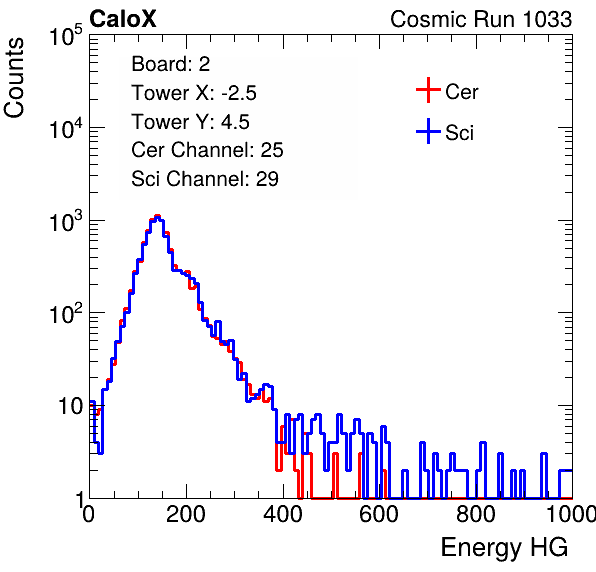 CaloX Cosmic Run 1033
Counts
Board: 2
Tower X: -2.5
Tower Y: 4.5
Cer Channel: 25
Sci Channel: 29
Cer
Sci
10^5
10^4
10^3
10^2
10
1
0 200 400 600 800 1000
Energy HG